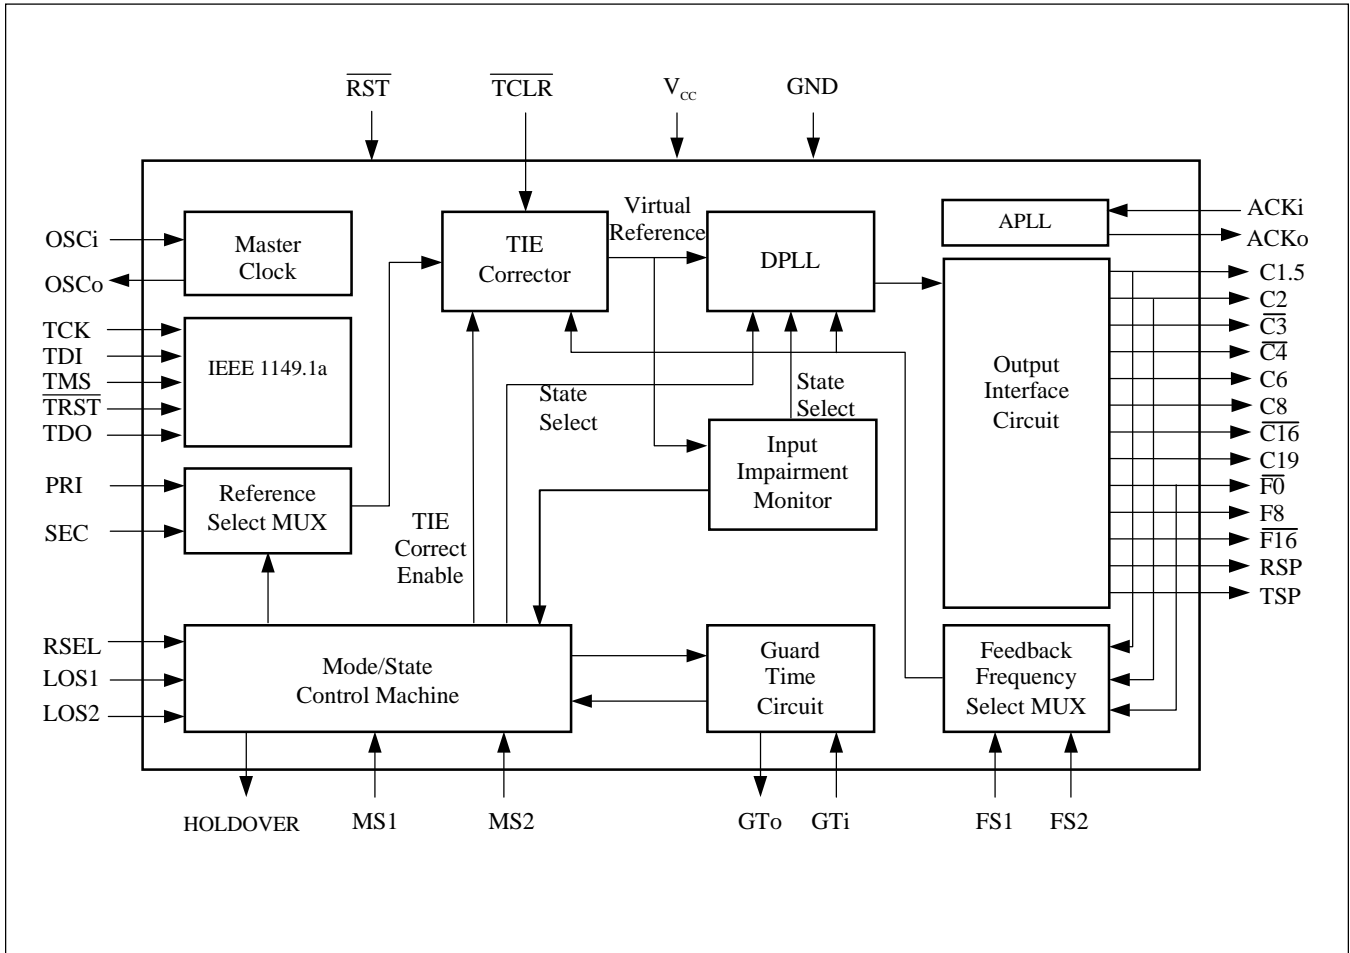 RST
TCLR
VCC
GND
OSCi
OSCo
Master
Clock
TIE
Corrector
Virtual
Reference
DPLL
APLL
ACKi
ACKo
TCK
TDI
TMS
TRST
TDO
IEEE 1149.1a
Output
Interface
Circuit
C1.5
C2
C3
C4
C6
C8
C16
C19
F0
F8
F16
RSP
TSP
State
Select
State
Select
Input
Impairment
Monitor
PRI
SEC
Reference
Select MUX
TIE
Correct
Enable
RSEL
LOS1
LOS2
Mode/State
Control Machine
Guard
Time
Circuit
Feedback
Frequency
Select MUX
HOLDOVER
MS1
MS2
GTo
GTi
FS1
FS2